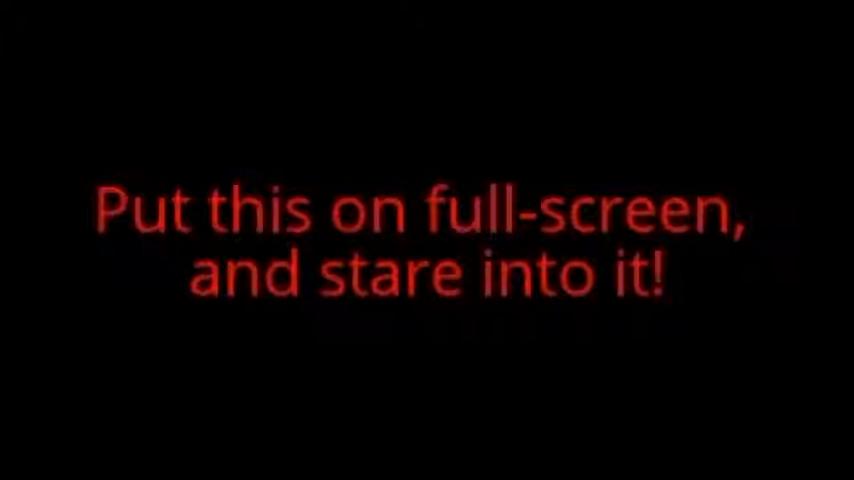 Put this on full-screen,
and stare into it!